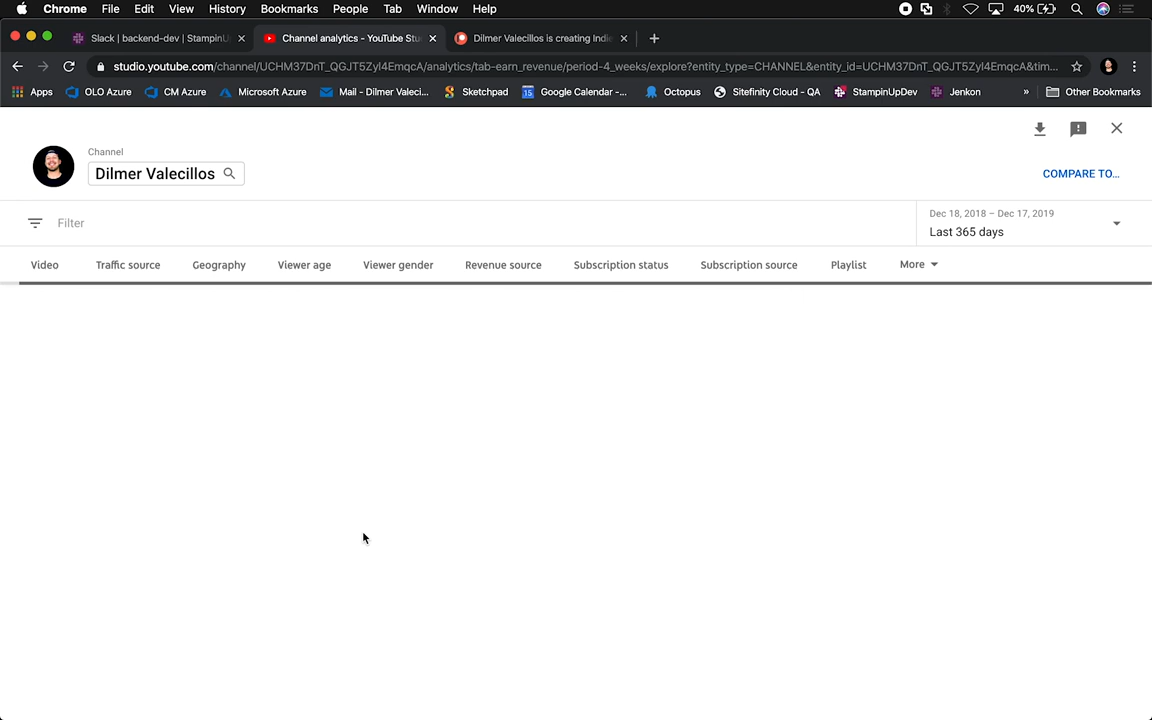 Chrome File Edit View History Bookmarks People Tab Window Help 40%
Slack | backend-dev | StampinU Channel analytics - YouTube Stu Dilmer Valecillos is creating Indie
studio.youtube.com/channel/UCHM37DnT_QGJT5Zyl4EmqcA/analytics/tab-earn_revenue/period-4_weeks/explore?entity_type=CHANNEL&entity_id=UCHM37DnT_QGJT5Zyl4EmqcA&tim...
Apps OLO Azure CM Azure Microsoft Azure Mail - Dilmer Valeci... Sketchpad Google Calendar -... Octopus Sitefinity Cloud - QA StampinUpDev Jenkon » Other Bookmarks
Channel
Dilmer Valecillos
COMPARE TO...
Filter
Dec 18, 2018 – Dec 17, 2019
Last 365 days
Video Traffic source Geography Viewer age Viewer gender Revenue source Subscription status Subscription source Playlist More